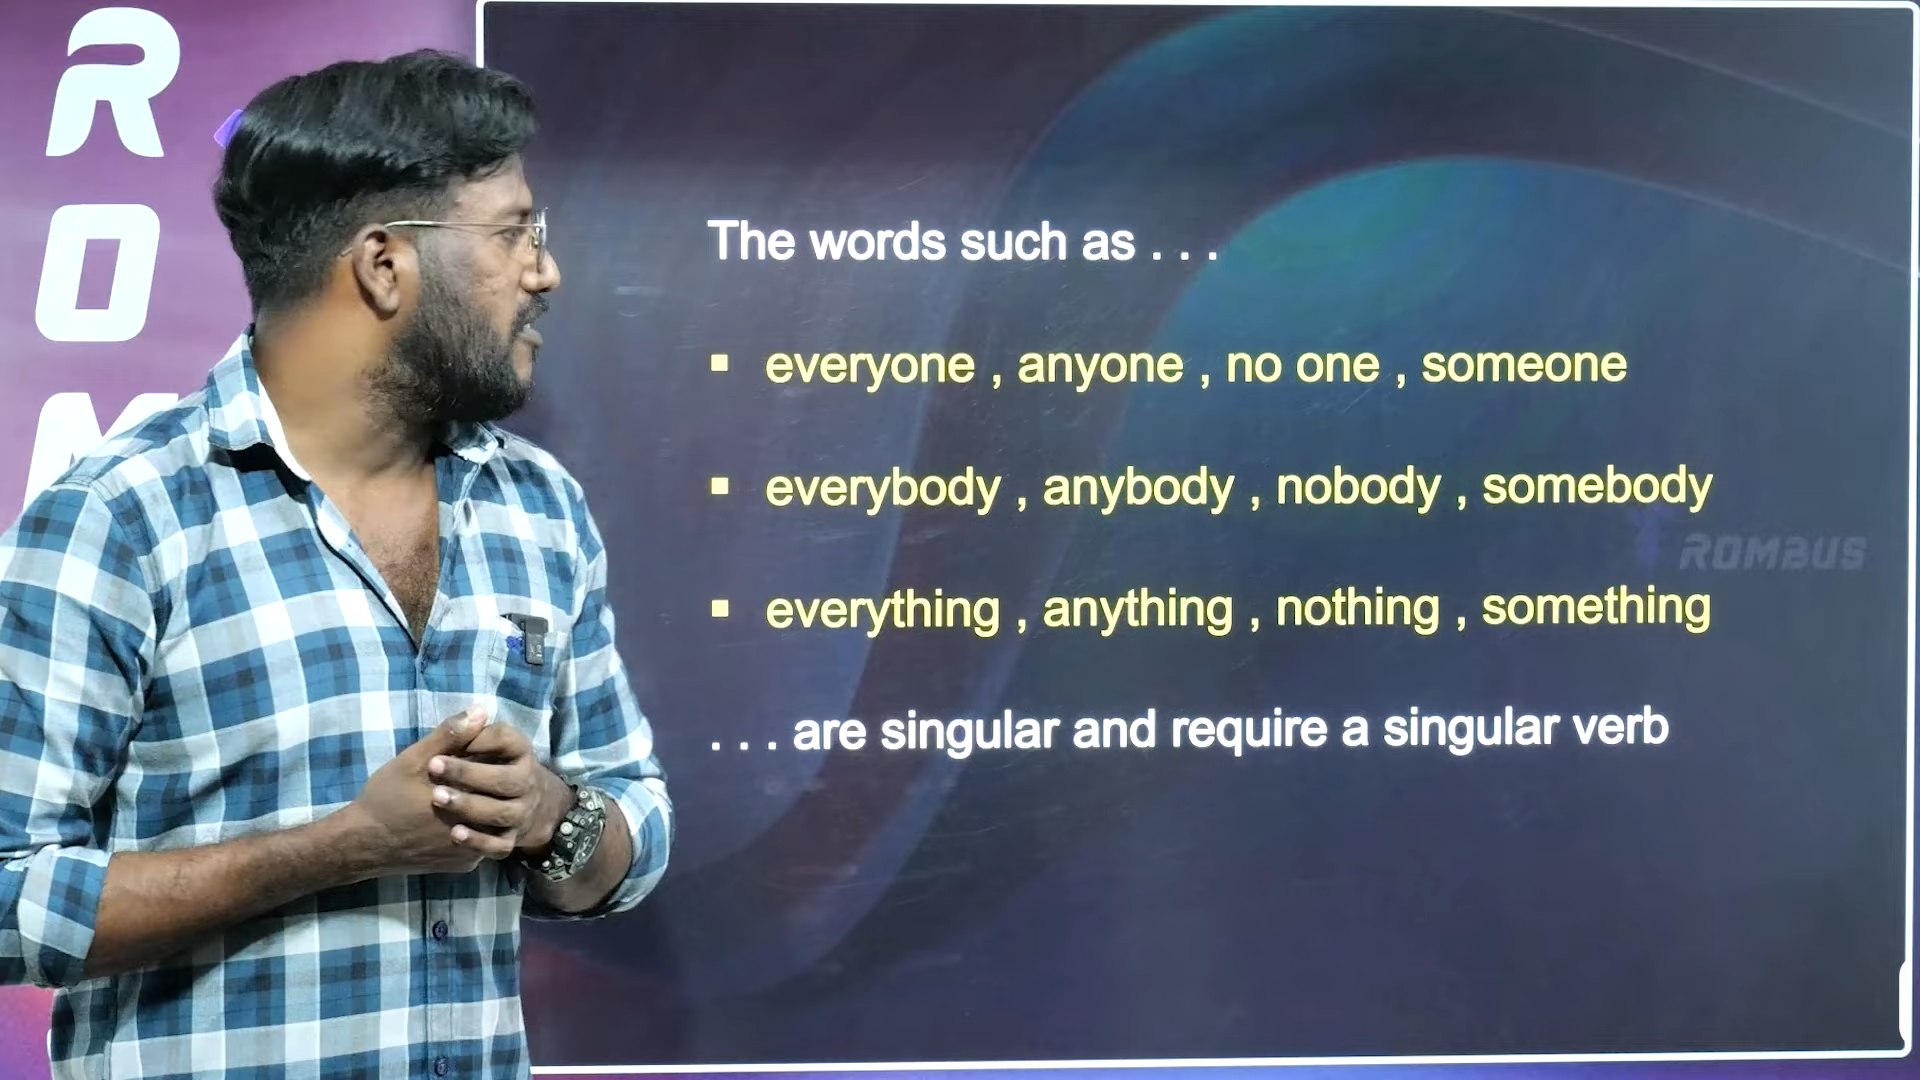 R
O
M
The words such as . . .
▪ everyone , anyone , no one , someone
▪ everybody , anybody , nobody , somebody
▪ everything , anything , nothing , something
ROMBUS
. . . are singular and require a singular verb